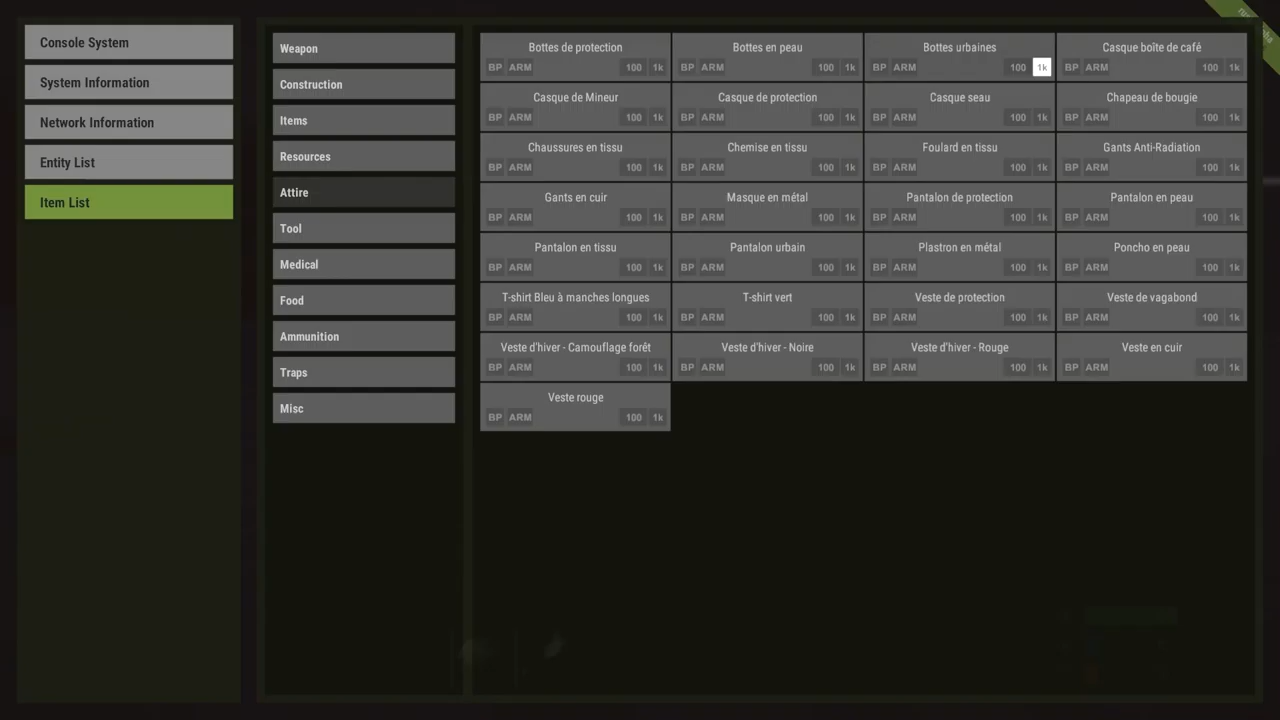 Console System
System Information
Network Information
Entity List
Item List
Weapon
Construction
Items
Resources
Attire
Tool
Medical
Food
Ammunition
Traps
Misc
Bottes de protection
BP ARM 100 1k
Bottes en peau
BP ARM 100 1k
Bottes urbaines
BP ARM 100 1k
Casque boîte de café
BP ARM 100 1k
Casque de Mineur
BP ARM 100 1k
Casque de protection
BP ARM 100 1k
Casque seau
BP ARM 100 1k
Chapeau de bougie
BP ARM 100 1k
Chaussures en tissu
BP ARM 100 1k
Chemise en tissu
BP ARM 100 1k
Foulard en tissu
BP ARM 100 1k
Gants Anti-Radiation
BP ARM 100 1k
Gants en cuir
BP ARM 100 1k
Masque en métal
BP ARM 100 1k
Pantalon de protection
BP ARM 100 1k
Pantalon en peau
BP ARM 100 1k
Pantalon en tissu
BP ARM 100 1k
Pantalon urbain
BP ARM 100 1k
Plastron en métal
BP ARM 100 1k
Poncho en peau
BP ARM 100 1k
T-shirt Bleu à manches longues
BP ARM 100 1k
T-shirt vert
BP ARM 100 1k
Veste de protection
BP ARM 100 1k
Veste de vagabond
BP ARM 100 1k
Veste d'hiver - Camouflage forêt
BP ARM 100 1k
Veste d'hiver - Noire
BP ARM 100 1k
Veste d'hiver - Rouge
BP ARM 100 1k
Veste en cuir
BP ARM 100 1k
Veste rouge
BP ARM 100 1k